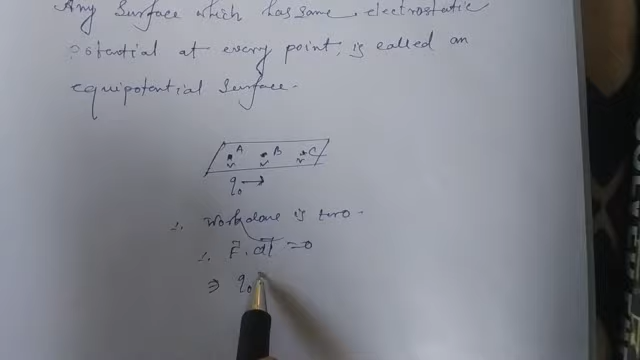 Any surface which has same electrostatic
potential at every point, is called an
equipotential surface.
A B C
V V V
q₀ →
∴ Workdone is zero.
∴ F⃗ . dl⃗ = 0
⇒ q₀